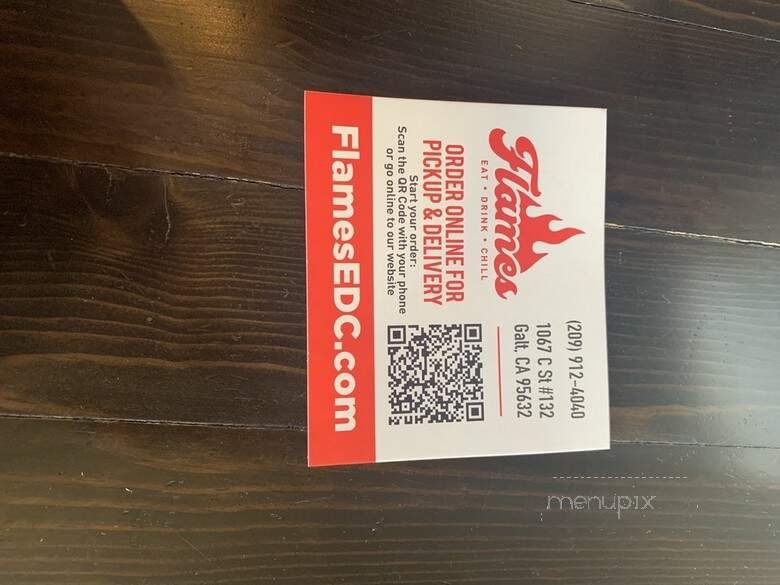 Flames
EAT • DRINK • CHILL
(209) 912-4040
1067 C St #132
Galt, CA 95632
ORDER ONLINE FOR
PICKUP & DELIVERY
Start your order:
Scan the QR Code with your phone
or go online to our website
FlamesEDC.com
menupix